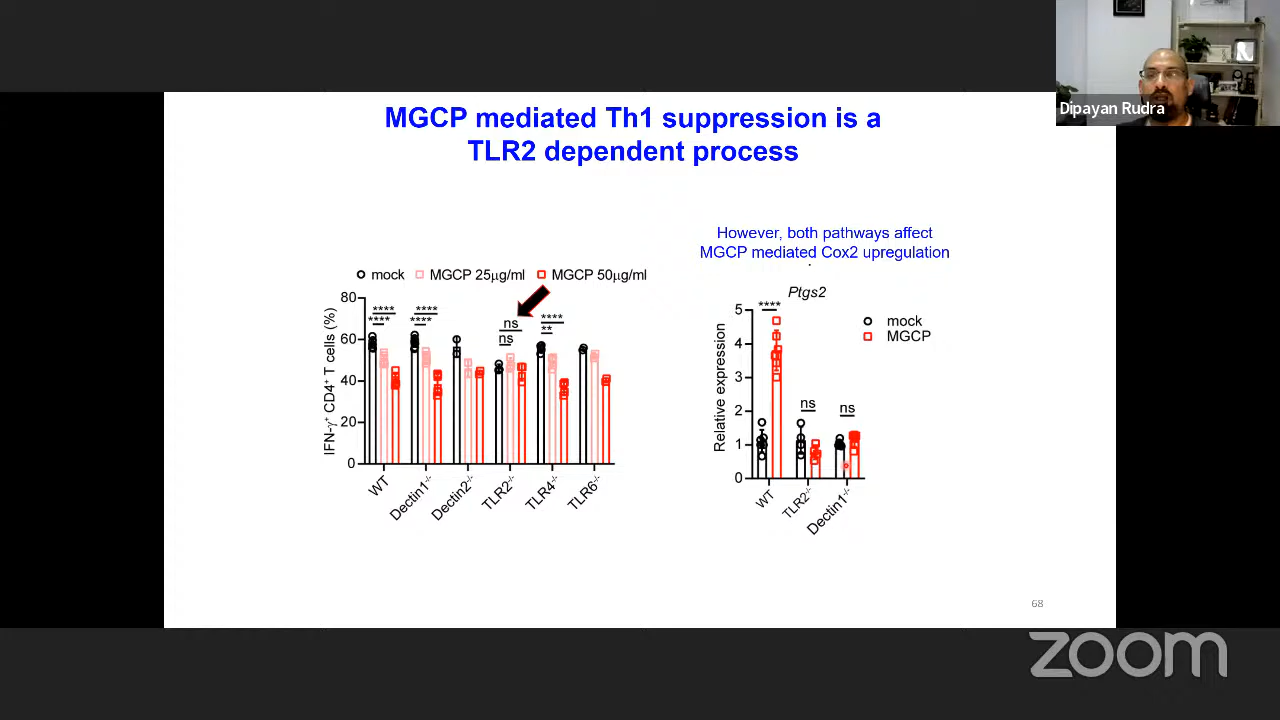 Dipayan Rudra
MGCP mediated Th1 suppression is a
TLR2 dependent process
However, both pathways affect
MGCP mediated Cox2 upregulation
mock MGCP 25μg/ml MGCP 50μg/ml
IFN-γ⁺ CD4⁺ T cells (%)
80
60
40
20
0
**** **** **** **** ns ns **** **
WT Dectin1⁻/⁻ Dectin2⁻/⁻ TLR2⁻/⁻ TLR4⁻/⁻ TLR6⁻/⁻
Ptgs2
Relative expression
5
4
3
2
1
0
**** ns ns
WT TLR2⁻/⁻ Dectin1⁻/⁻
mock
MGCP
68
zoom